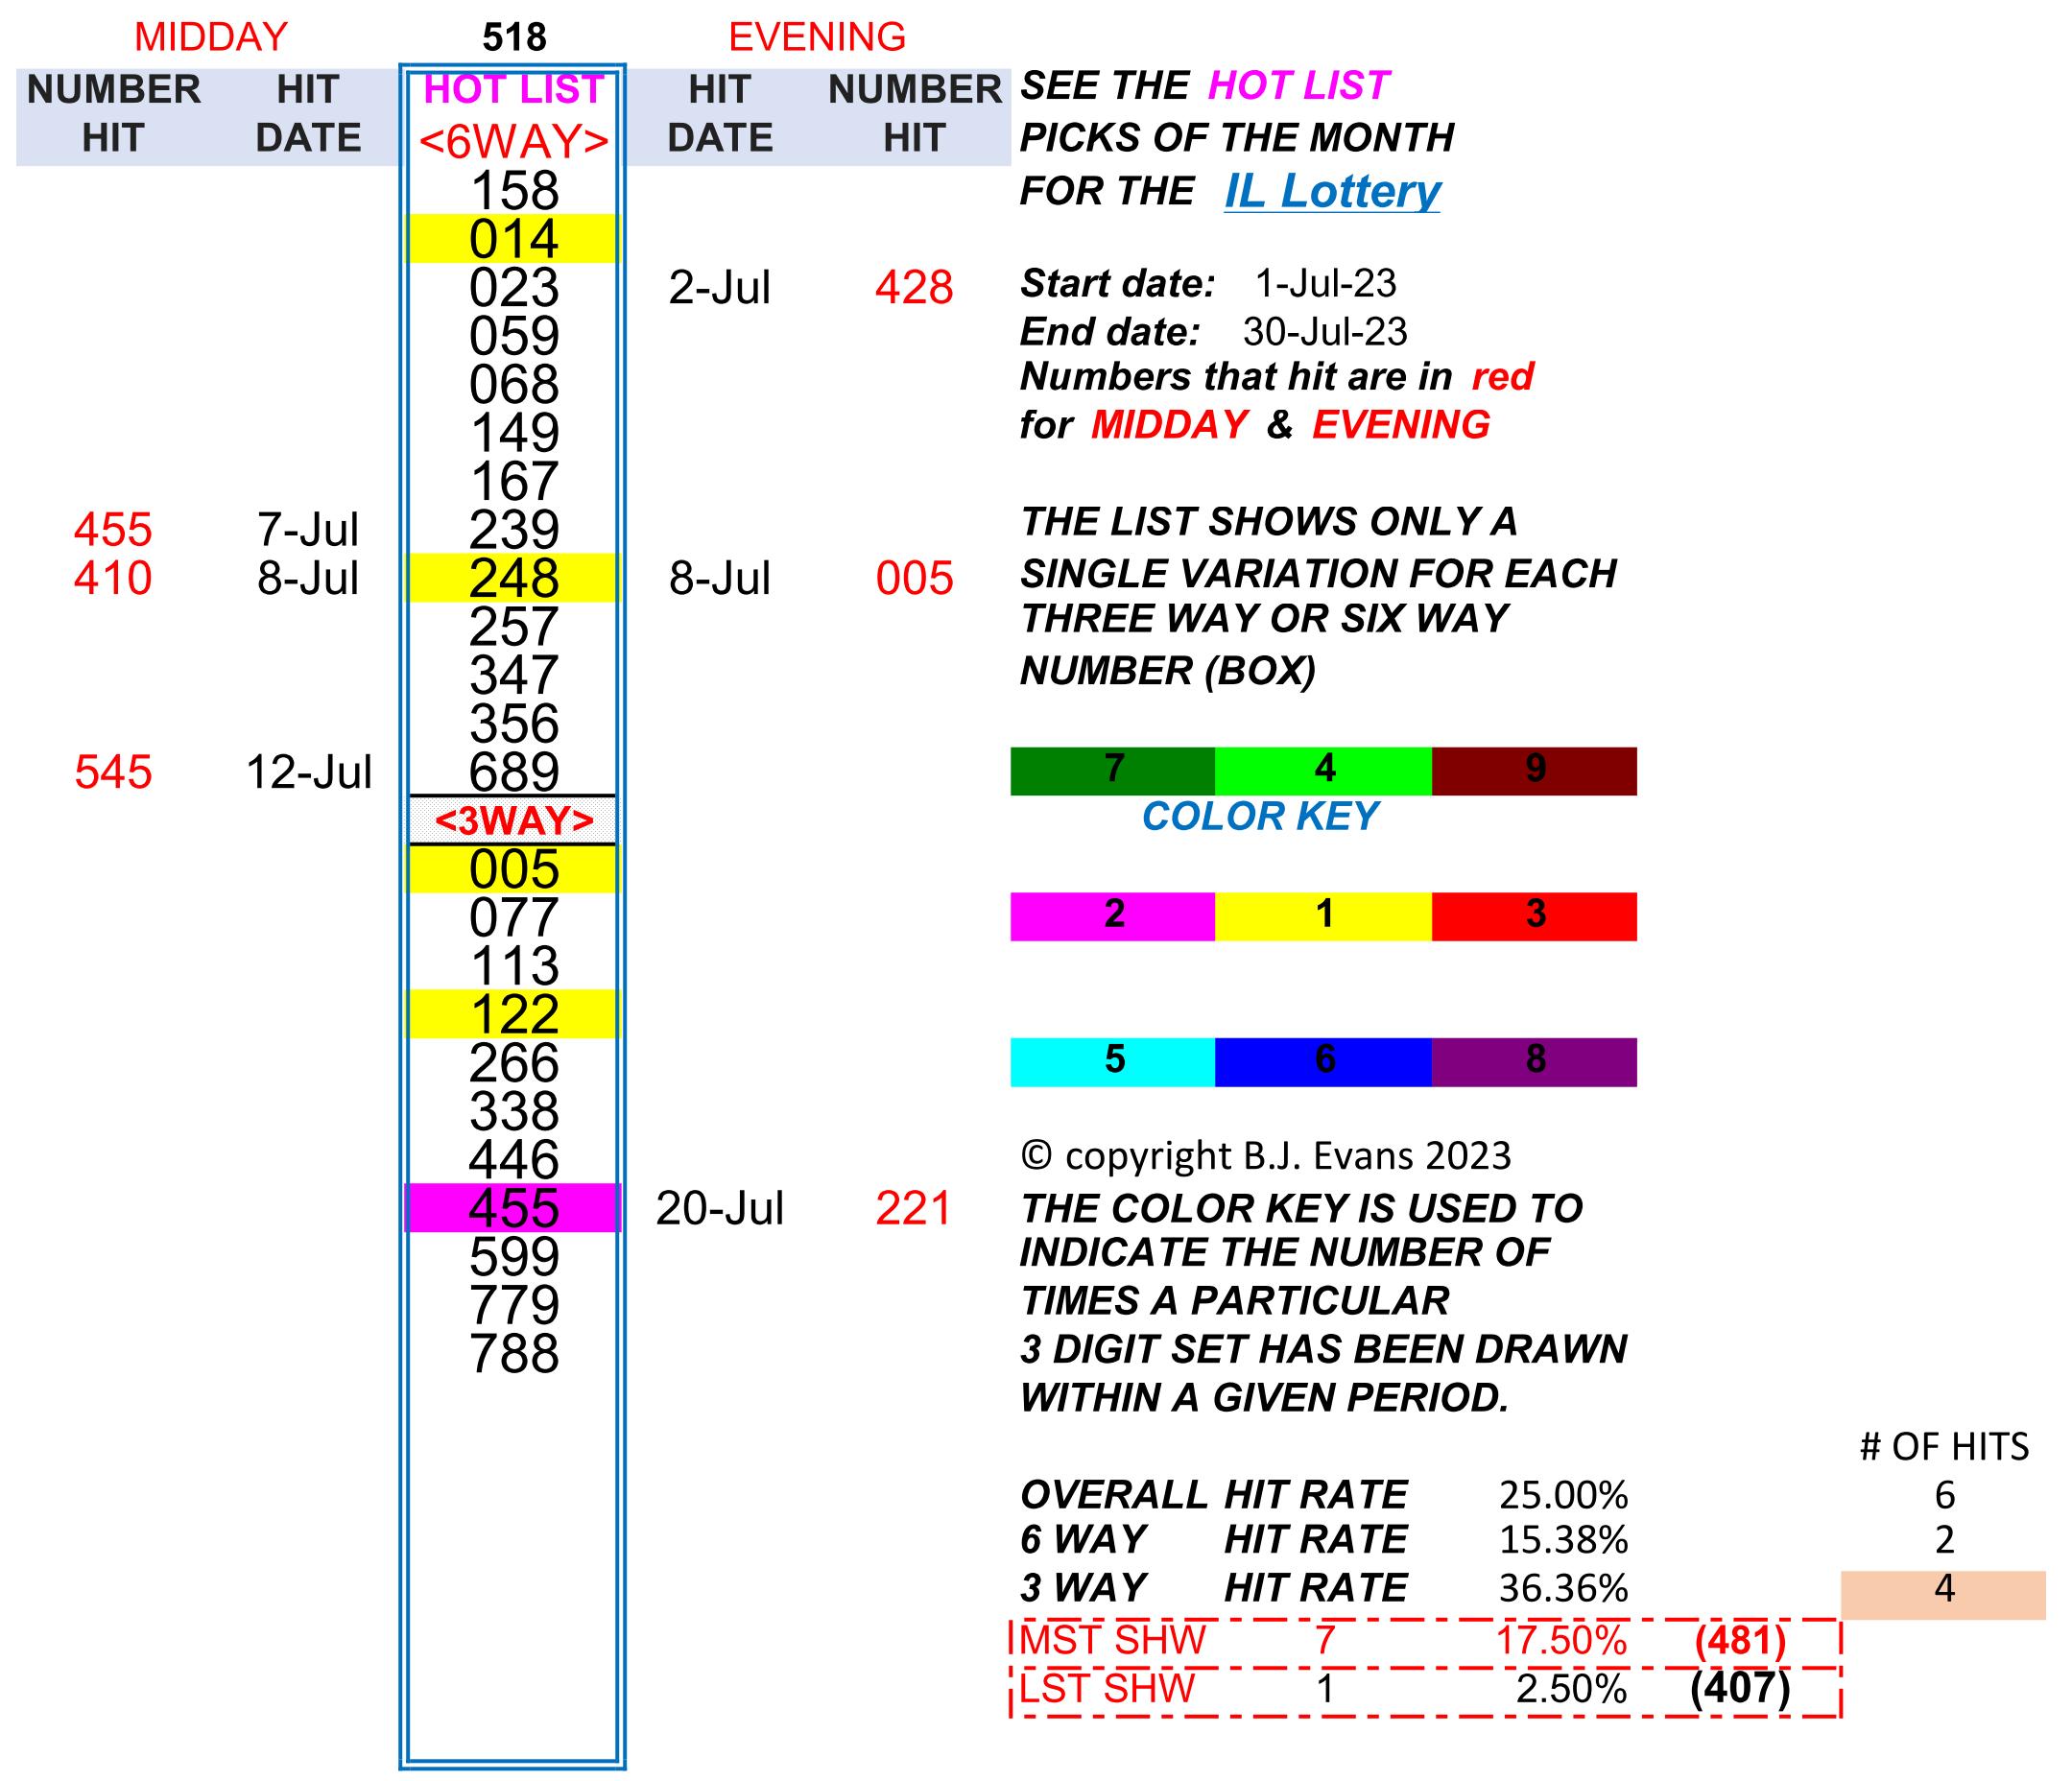 MIDDAY 518 EVENING
NUMBER HIT HOT LIST HIT NUMBER SEE THE HOT LIST
HIT DATE <6WAY> DATE HIT PICKS OF THE MONTH
158 FOR THE IL Lottery
014
023 2-Jul 428 Start date: 1-Jul-23
059 End date: 30-Jul-23
068 Numbers that hit are in red
149 for MIDDAY & EVENING
167
455 7-Jul 239 THE LIST SHOWS ONLY A
410 8-Jul 248 8-Jul 005 SINGLE VARIATION FOR EACH
257 THREE WAY OR SIX WAY
347 NUMBER (BOX)
356
545 12-Jul 689 7 4 9
<3WAY> COLOR KEY
005
077 2 1 3
113
122
266 5 6 8
338
446 © copyright B.J. Evans 2023
455 20-Jul 221 THE COLOR KEY IS USED TO
599 INDICATE THE NUMBER OF
779 TIMES A PARTICULAR
788 3 DIGIT SET HAS BEEN DRAWN
WITHIN A GIVEN PERIOD.
# OF HITS
OVERALL HIT RATE 25.00% 6
6 WAY HIT RATE 15.38% 2
3 WAY HIT RATE 36.36% 4
MST SHW 7 17.50% (481)
LST SHW 1 2.50% (407)